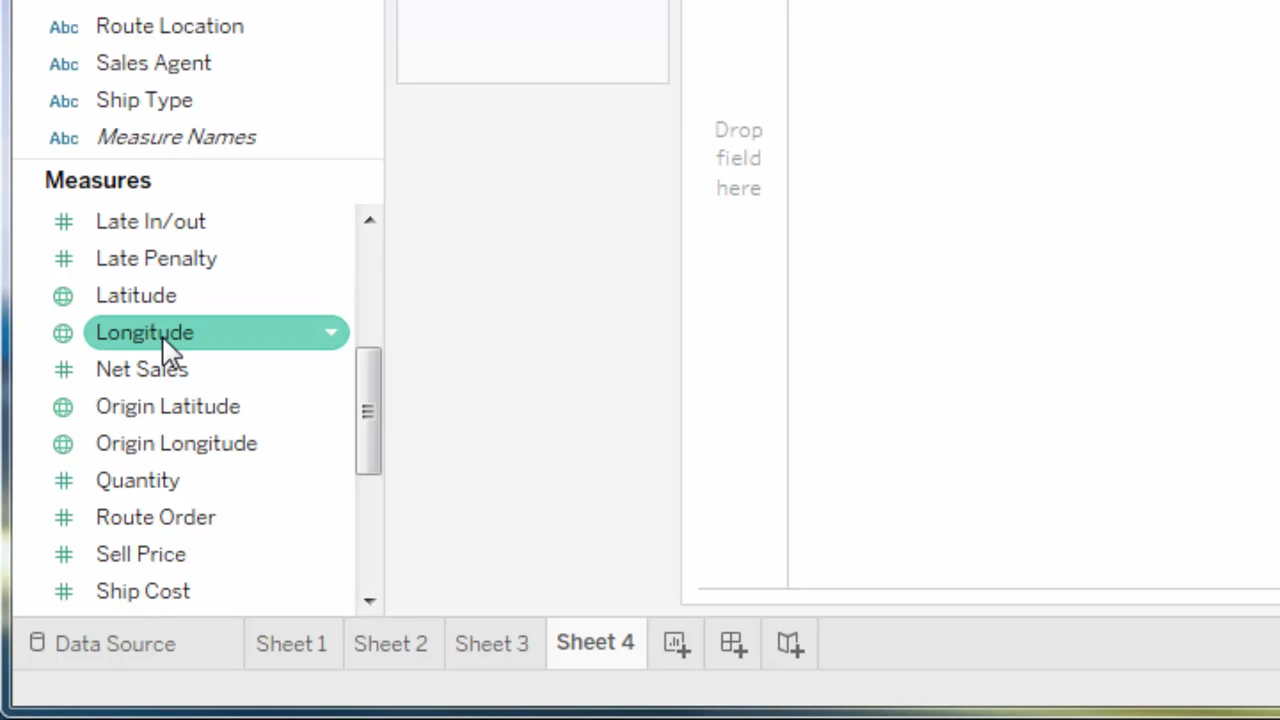 Abc Route Location
Abc Sales Agent
Abc Ship Type
Abc Measure Names
Measures
Late In/out
Late Penalty
Latitude
Longitude
Net Sales
Origin Latitude
Origin Longitude
Quantity
Route Order
Sell Price
Ship Cost
Drop
field
here
Data Source Sheet 1 Sheet 2 Sheet 3 Sheet 4